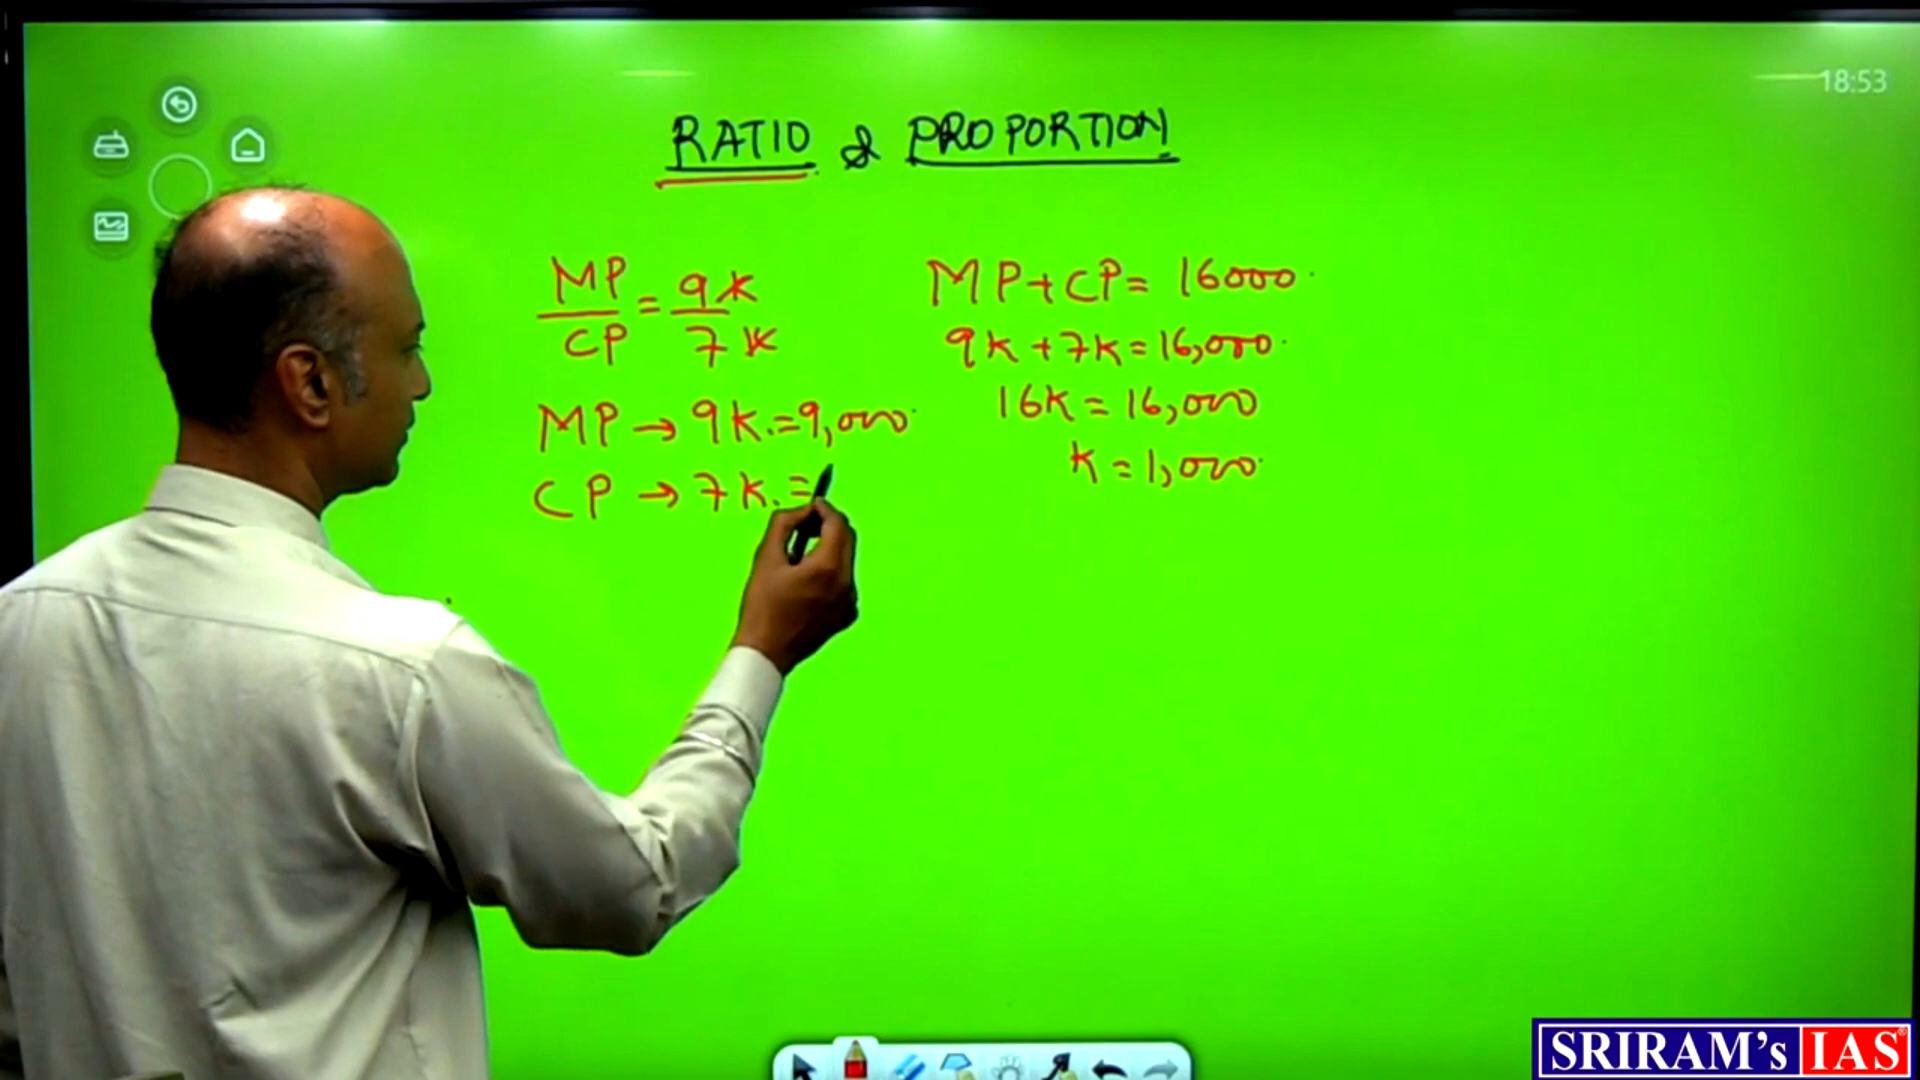 18:53
RATIO & PROPORTION
MP/CP = 9k/7k
MP → 9k. = 9,000.
CP → 7k. =
MP + CP = 16000.
9k + 7k = 16,000.
16k = 16,000
k = 1,000.
SRIRAM's IAS